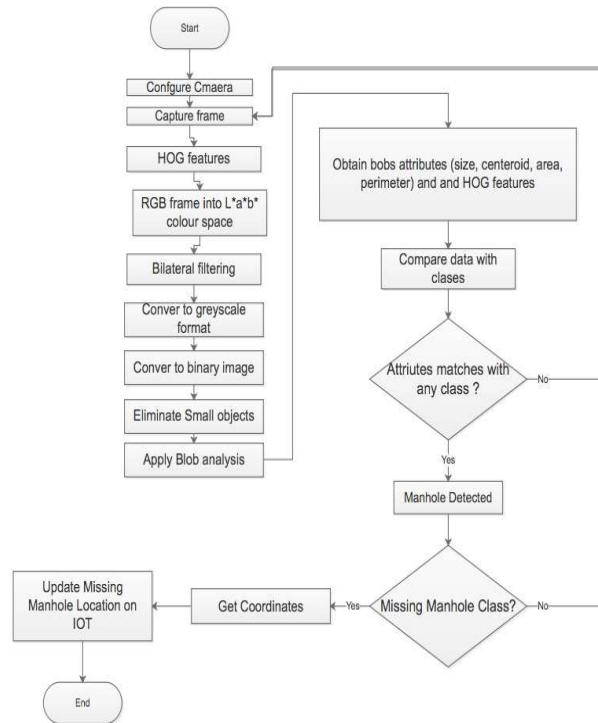 Start
Confgure Cmaera
Capture frame
HOG features
RGB frame into L*a*b*
colour space
Bilateral filtering
Conver to greyscale
format
Conver to binary image
Eliminate Small objects
Apply Blob analysis
Obtain bobs attributes (size, centeroid, area,
perimeter) and and HOG features
Compare data with
clases
Attriutes matches with
any class ?
No
Yes
Manhole Detected
Missing Manhole Class?
No
Yes
Get Coordinates
Update Missing
Manhole Location on
IOT
End